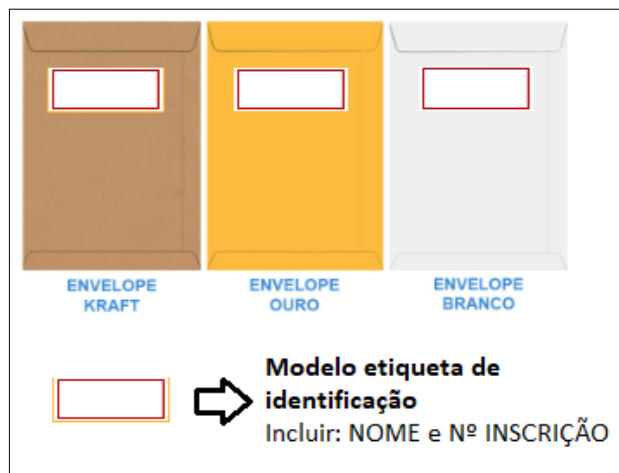 ENVELOPE
KRAFT
ENVELOPE
OURO
ENVELOPE
BRANCO
Modelo etiqueta de
identificação
Incluir: NOME e Nº INSCRIÇÃO